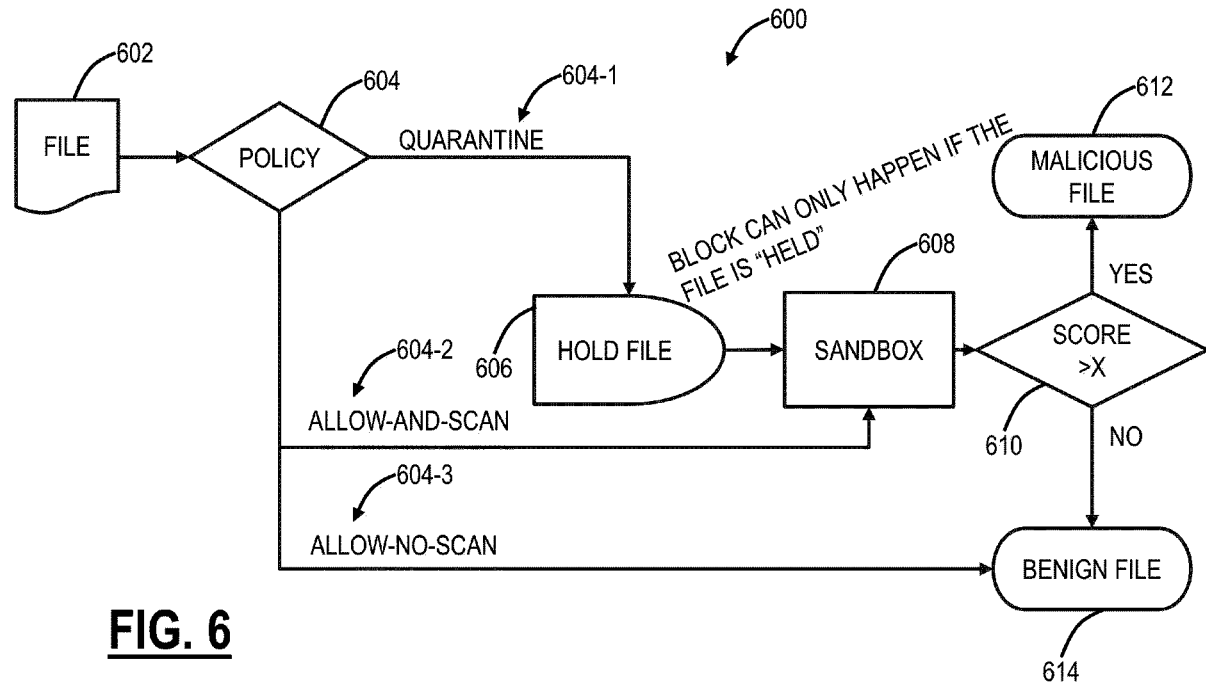 600
602
604
604-1
612
FILE
POLICY
QUARANTINE
MALICIOUS
FILE
BLOCK CAN ONLY HAPPEN IF THE
FILE IS “HELD”
608
YES
606
HOLD FILE
SANDBOX
SCORE
>X
604-2
ALLOW-AND-SCAN
610
NO
604-3
ALLOW-NO-SCAN
BENIGN FILE
614
FIG. 6